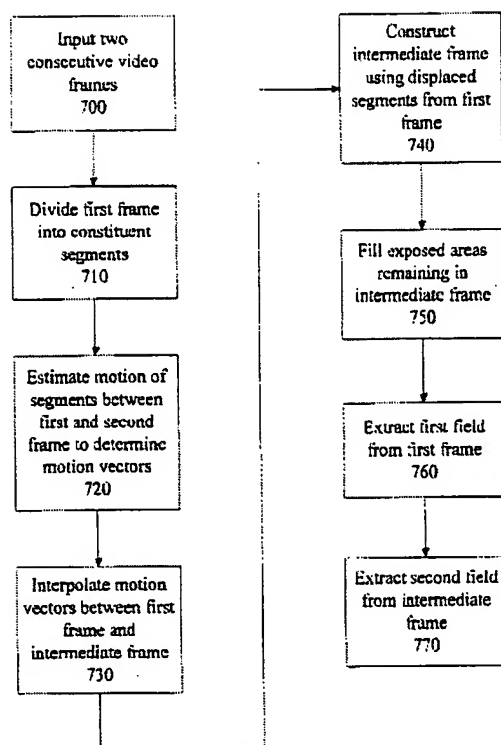 Input two
consecutive video
frames
700
Divide first frame
into constituent
segments
710
Estimate motion of
segments between
first and second
frame to determine
motion vectors
720
Interpolate motion
vectors between first
frame and
intermediate frame
730
Construct
intermediate frame
using displaced
segments from first
frame
740
Fill exposed areas
remaining in
intermediate frame
750
Extract first field
from first frame
760
Extract second field
from intermediate
frame
770